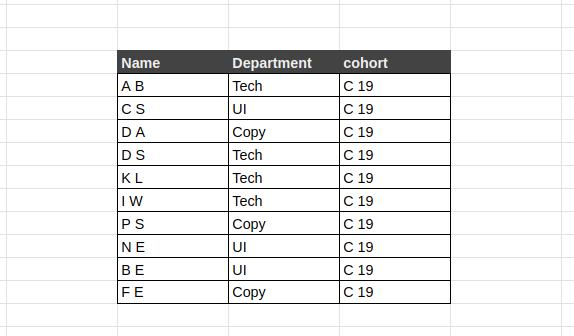 Name Department cohort
A B Tech C 19
C S UI C 19
D A Copy C 19
D S Tech C 19
K L Tech C 19
I W Tech C 19
P S Copy C 19
N E UI C 19
B E UI C 19
F E Copy C 19